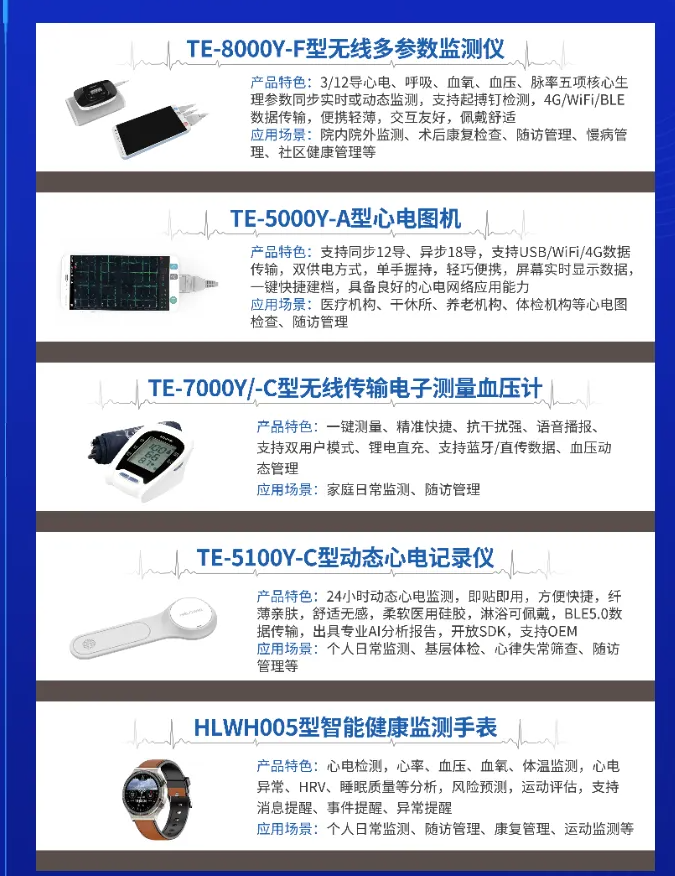 TE-8000Y-F型无线多参数监测仪
产品特色：3/12导心电、呼吸、血氧、血压、脉率五项核心生
理参数同步实时或动态监测，支持起搏钉检测，4G/WiFi/BLE
数据传输，便携轻薄，交互友好，佩戴舒适
应用场景：院内院外监测、术后康复检查、随访管理、慢病管
理、社区健康管理等
TE-5000Y-A型心电图机
产品特色：支持同步12导、异步18导，支持USB/WiFi/4G数据
传输，双供电方式，单手握持，轻巧便携，屏幕实时显示数据，
一键快捷建档，具备良好的心电网络应用能力
应用场景：医疗机构、干休所、养老机构、体检机构等心电图
检查、随访管理
TE-7000Y/-C型无线传输电子测量血压计
产品特色：一键测量、精准快捷、抗干扰强、语音播报、
支持双用户模式、锂电直充、支持蓝牙/直传数据、血压动
态管理
应用场景：家庭日常监测、随访管理
TE-5100Y-C型动态心电记录仪
产品特色：24小时动态心电监测，即贴即用，方便快捷，纤
薄亲肤，舒适无感，柔软医用硅胶，淋浴可佩戴，BLE5.0数
据传输，出具专业AI分析报告，开放SDK，支持OEM
应用场景：个人日常监测、基层体检、心律失常筛查、随访
管理等
HLWH005型智能健康监测手表
产品特色：心电检测，心率、血压、血氧、体温监测，心电
异常、HRV、睡眠质量等分析，风险预测，运动评估，支持
消息提醒、事件提醒、异常提醒
应用场景：个人日常监测、随访管理、康复管理、运动监测等